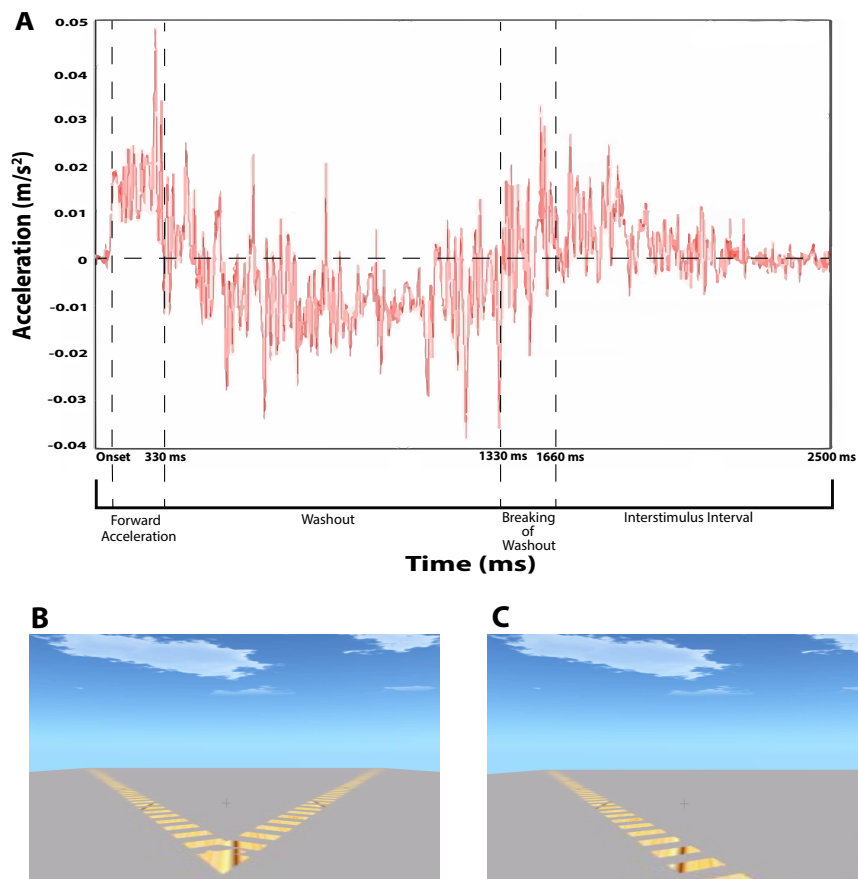 A
0.05
0.04
0.03
0.02
0.01
0
-0.01
-0.02
-0.03
-0.04
Acceleration (m/s²)
Onset 330 ms 1330 ms 1660 ms 2500 ms
Forward Acceleration
Washout
Breaking of Washout
Interstimulus Interval
Time (ms)
B
C